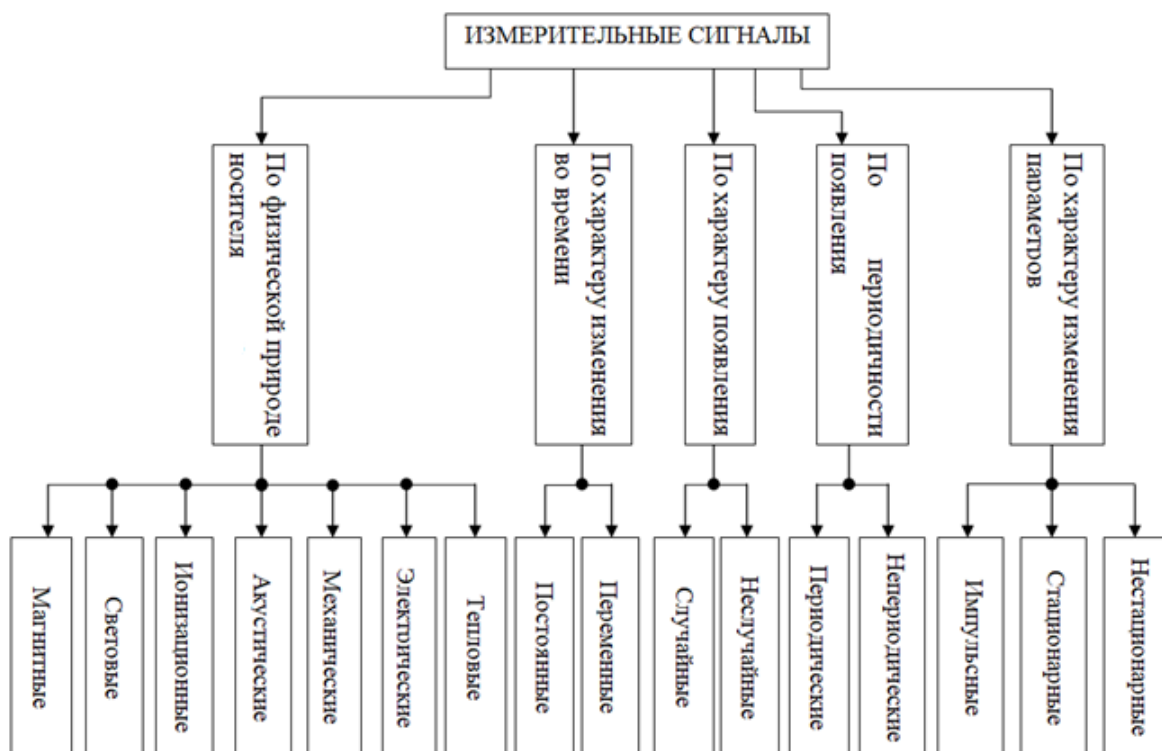 ИЗМЕРИТЕЛЬНЫЕ СИГНАЛЫ
По физической природе
носителя
По характеру изменения
во времени
По характеру появления
По периодичности
появления
По характеру изменения
параметров
Магнитные
Световые
Ионизационные
Акустические
Механические
Электрические
Тепловые
Постоянные
Переменные
Случайные
Неслучайные
Периодические
Непериодические
Импульсные
Стационарные
Нестационарные